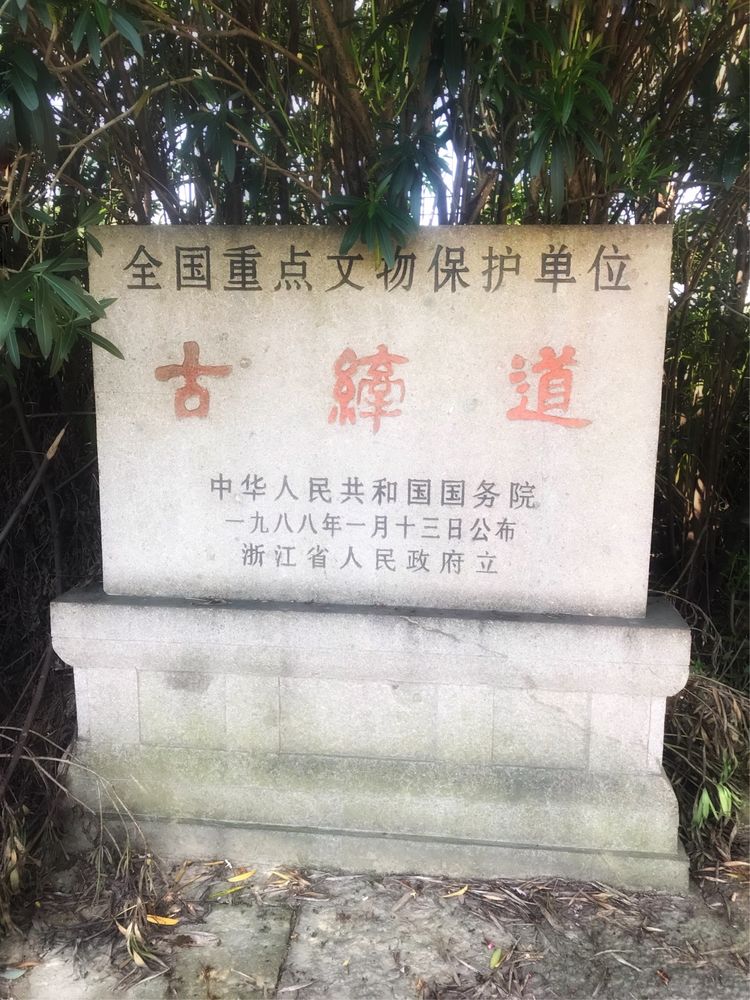 全国重点文物保护单位
古縴道
中华人民共和国国务院
一九八八年一月十三日公布
浙江省人民政府立